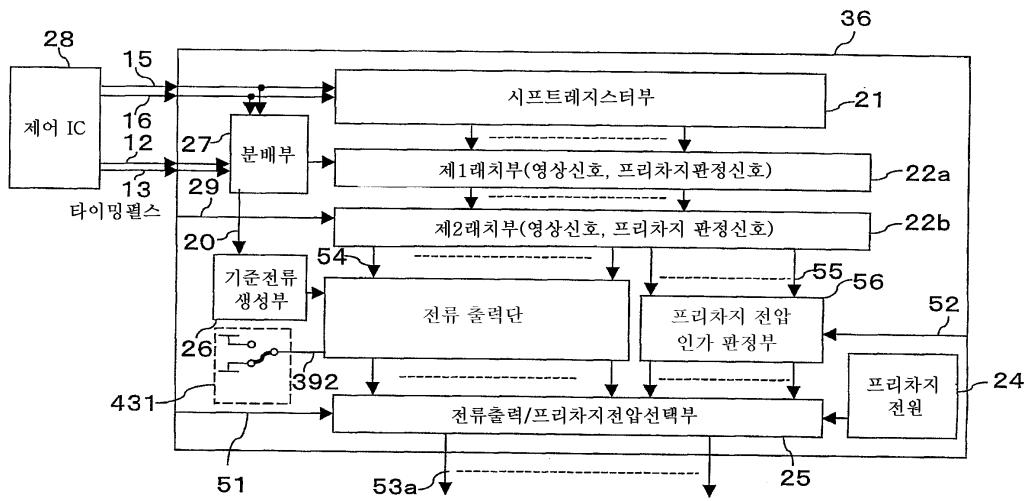 36
28
15
16
제어 IC
시프트레지스터부
21
12
27
분배부
13
제1래치부(영상신호, 프리차지판정신호)
22a
29
타이밍펄스
제2래치부(영상신호, 프리차지 판정신호)
22b
20
54
55
56
기준전류
생성부
전류 출력단
프리차지 전압
인가 판정부
52
26
392
431
프리차지
전원
24
전류출력/프리차지전압선택부
51
53a
25